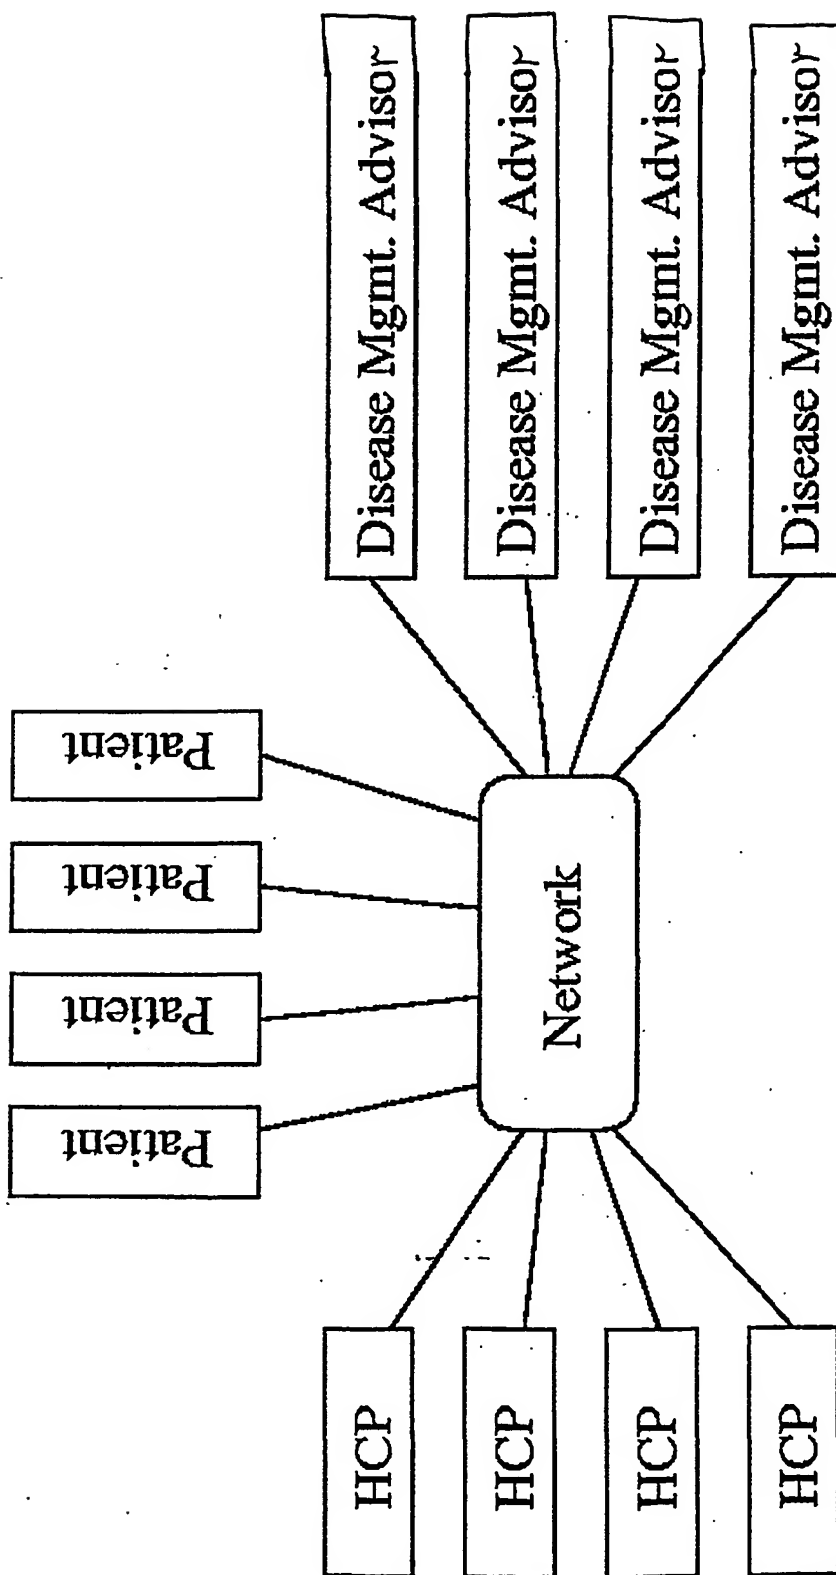 Patient
Patient
Patient
Patient
HCP
HCP
HCP
HCP
Network
Disease Mgmt. Advisor
Disease Mgmt. Advisor
Disease Mgmt. Advisor
Disease Mgmt. Advisor